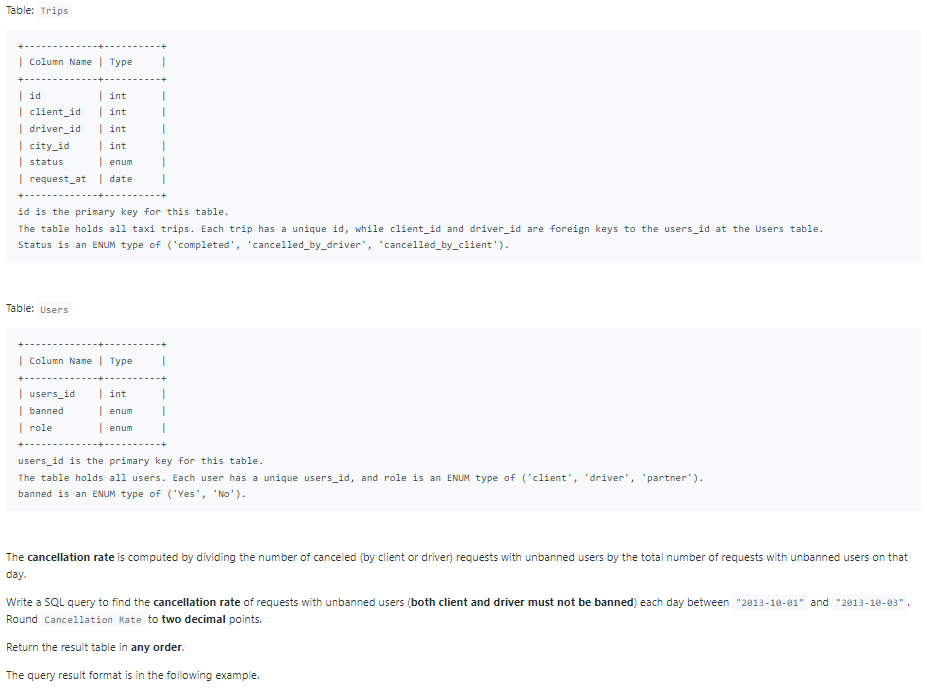 Table: Trips
+-------------+----------+
| Column Name | Type     |
+-------------+----------+
| id          | int      |
| client_id   | int      |
| driver_id   | int      |
| city_id     | int      |
| status      | enum     |
| request_at  | date     |
+-------------+----------+
id is the primary key for this table.
The table holds all taxi trips. Each trip has a unique id, while client_id and driver_id are foreign keys to the users_id at the Users table.
Status is an ENUM type of ('completed', 'cancelled_by_driver', 'cancelled_by_client').
Table: Users
+-------------+----------+
| Column Name | Type     |
+-------------+----------+
| users_id    | int      |
| banned      | enum     |
| role        | enum     |
+-------------+----------+
users_id is the primary key for this table.
The table holds all users. Each user has a unique users_id, and role is an ENUM type of ('client', 'driver', 'partner').
banned is an ENUM type of ('Yes', 'No').
The cancellation rate is computed by dividing the number of canceled (by client or driver) requests with unbanned users by the total number of requests with unbanned users on that
day.
Write a SQL query to find the cancellation rate of requests with unbanned users (both client and driver must not be banned) each day between "2013-10-01" and "2013-10-03".
Round Cancellation Rate to two decimal points.
Return the result table in any order.
The query result format is in the following example.